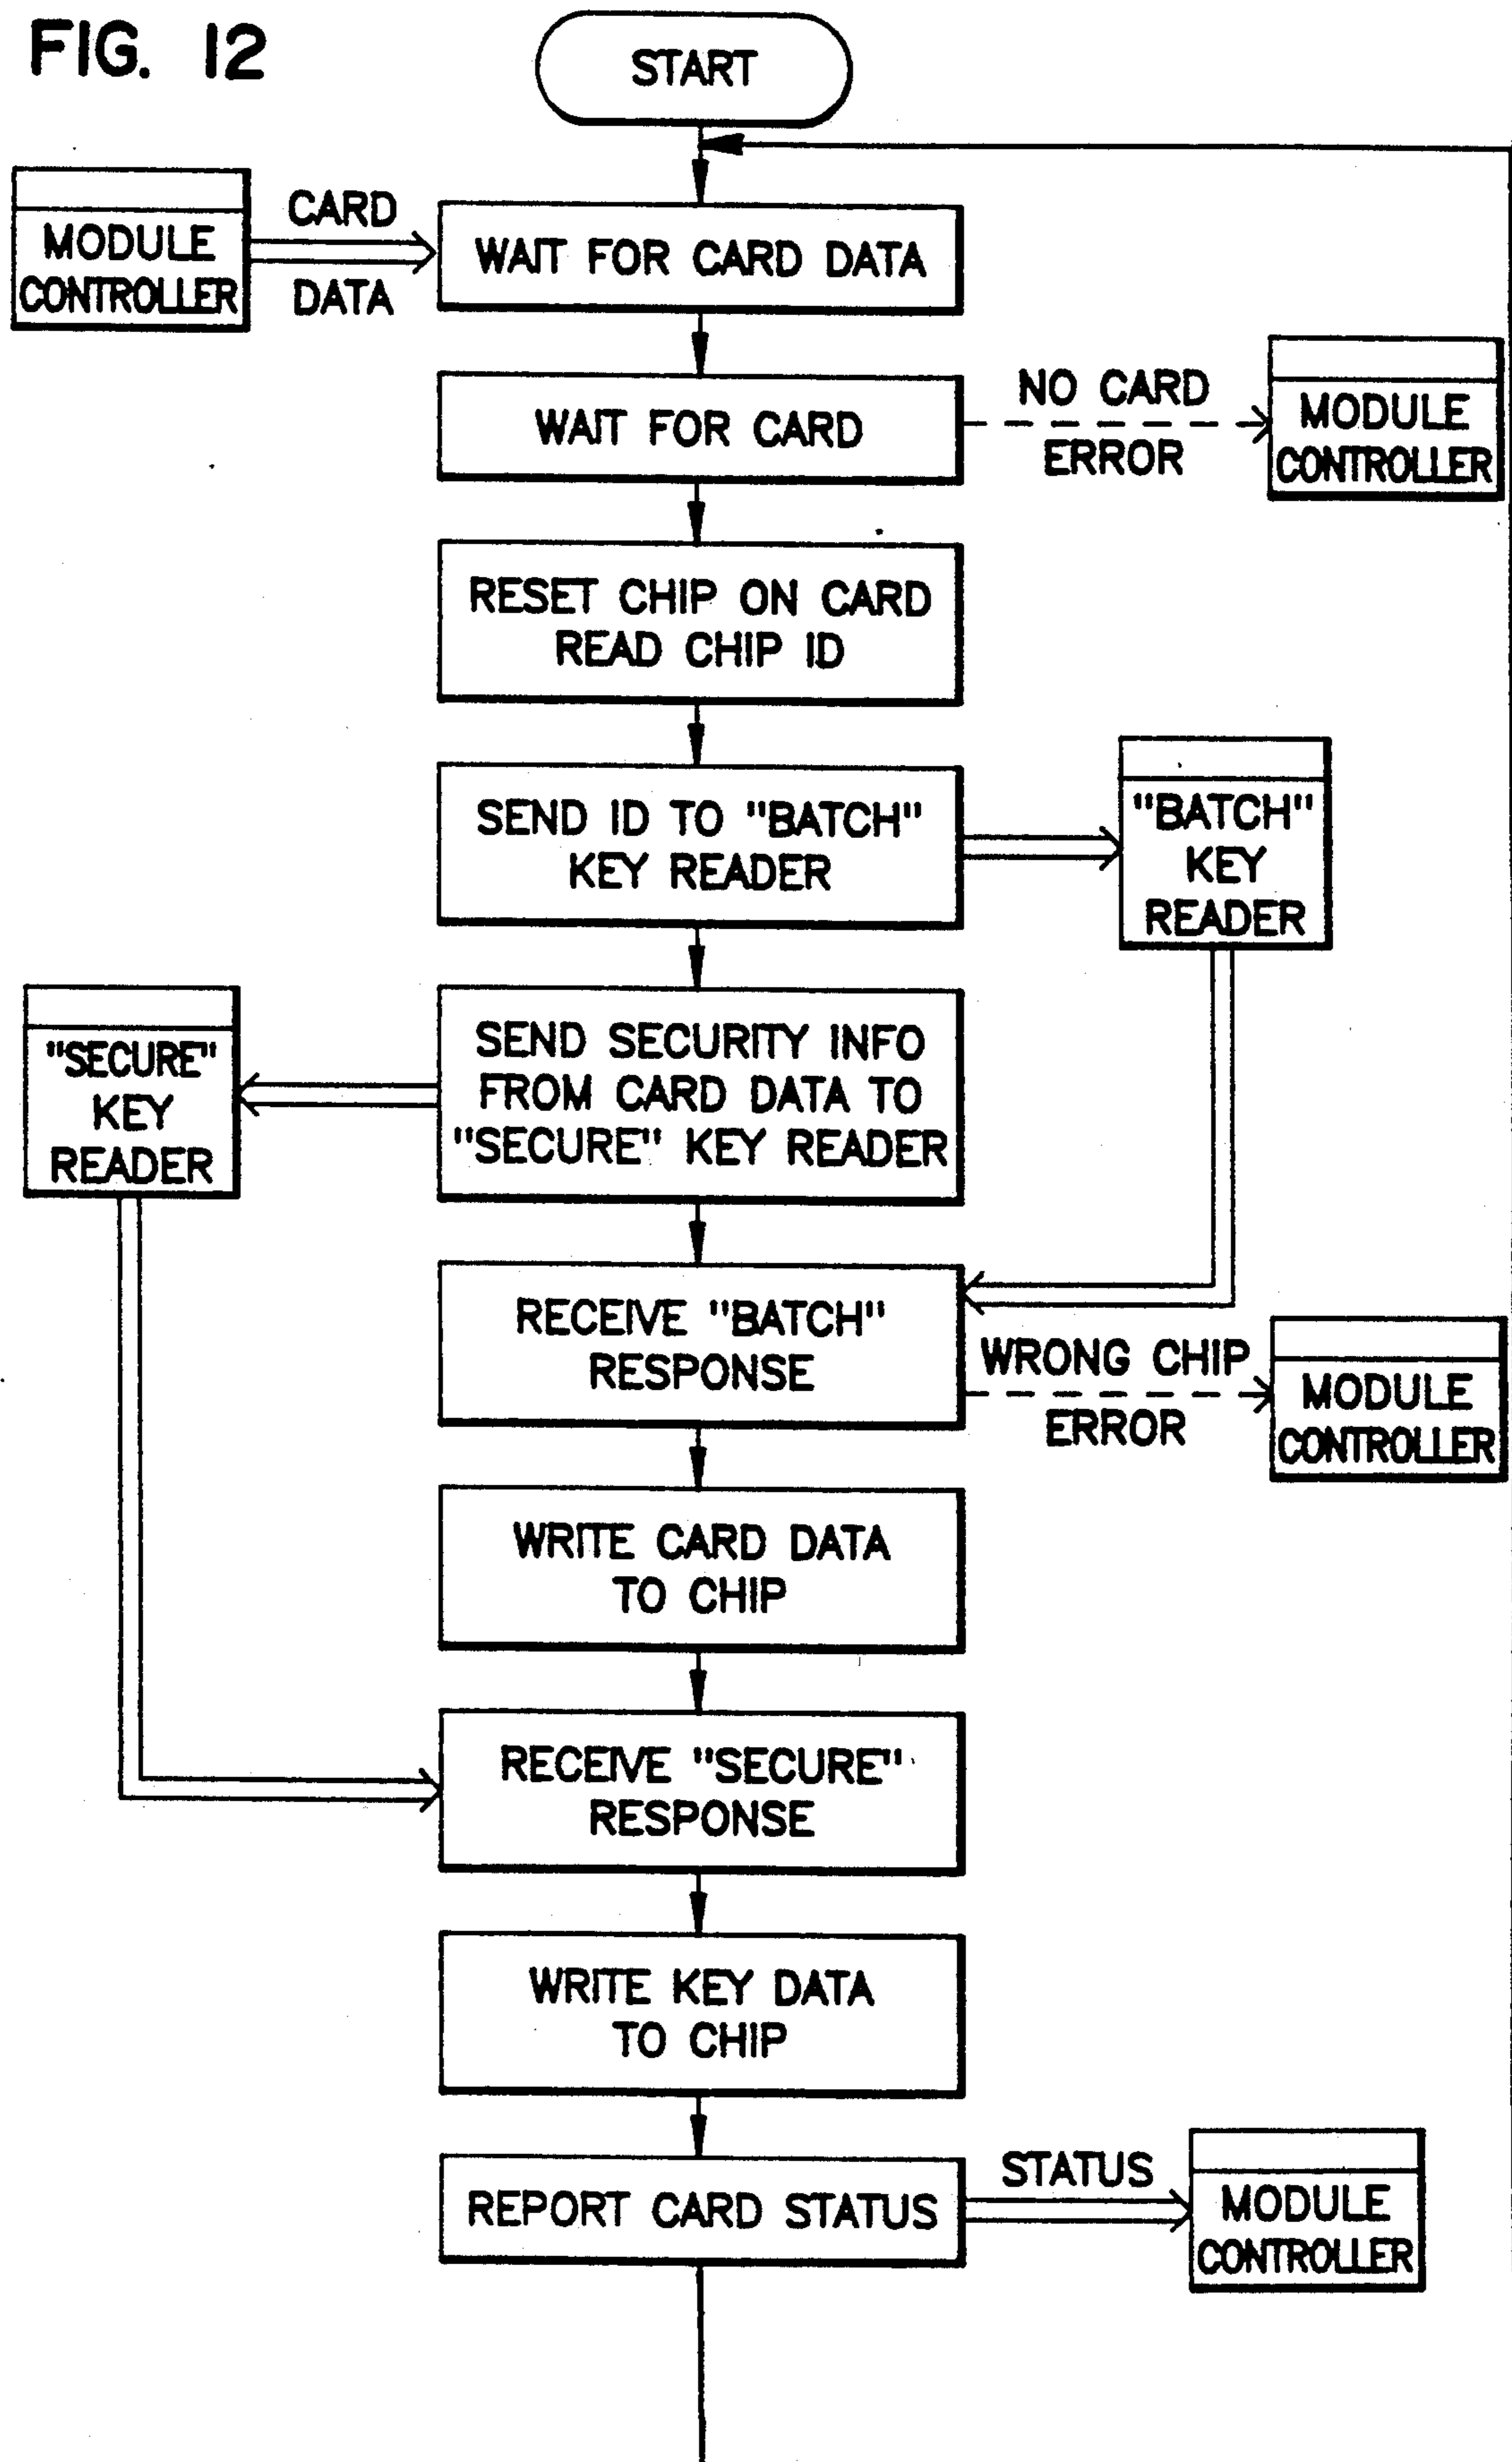 FIG. 12
START
MODULE
CONTROLLER
CARD
DATA
WAIT FOR CARD DATA
WAIT FOR CARD
NO CARD
ERROR
MODULE
CONTROLLER
RESET CHIP ON CARD
READ CHIP ID
SEND ID TO "BATCH"
KEY READER
"BATCH"
KEY
READER
"SECURE"
KEY
READER
SEND SECURITY INFO
FROM CARD DATA TO
"SECURE" KEY READER
RECEIVE "BATCH"
RESPONSE
WRONG CHIP
ERROR
MODULE
CONTROLLER
WRITE CARD DATA
TO CHIP
RECEIVE "SECURE"
RESPONSE
WRITE KEY DATA
TO CHIP
REPORT CARD STATUS
STATUS
MODULE
CONTROLLER